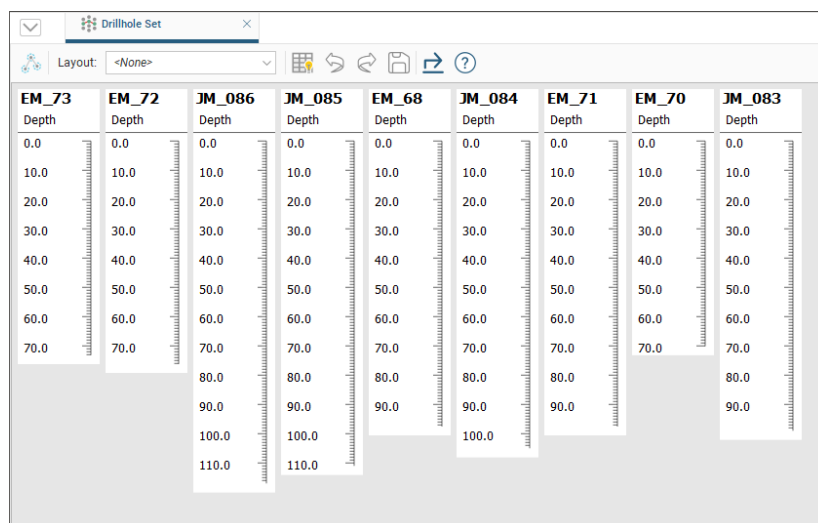 Drillhole Set
Layout: <None>
EM_73 EM_72 JM_086 JM_085 EM_68 JM_084 EM_71 EM_70 JM_083
Depth Depth Depth Depth Depth Depth Depth Depth Depth
0.0 0.0 0.0 0.0 0.0 0.0 0.0 0.0 0.0
10.0 10.0 10.0 10.0 10.0 10.0 10.0 10.0 10.0
20.0 20.0 20.0 20.0 20.0 20.0 20.0 20.0 20.0
30.0 30.0 30.0 30.0 30.0 30.0 30.0 30.0 30.0
40.0 40.0 40.0 40.0 40.0 40.0 40.0 40.0 40.0
50.0 50.0 50.0 50.0 50.0 50.0 50.0 50.0 50.0
60.0 60.0 60.0 60.0 60.0 60.0 60.0 60.0 60.0
70.0 70.0 70.0 70.0 70.0 70.0 70.0 70.0 70.0
80.0 80.0 80.0 80.0 80.0 80.0
90.0 90.0 90.0 90.0 90.0 90.0
100.0 100.0 100.0
110.0 110.0